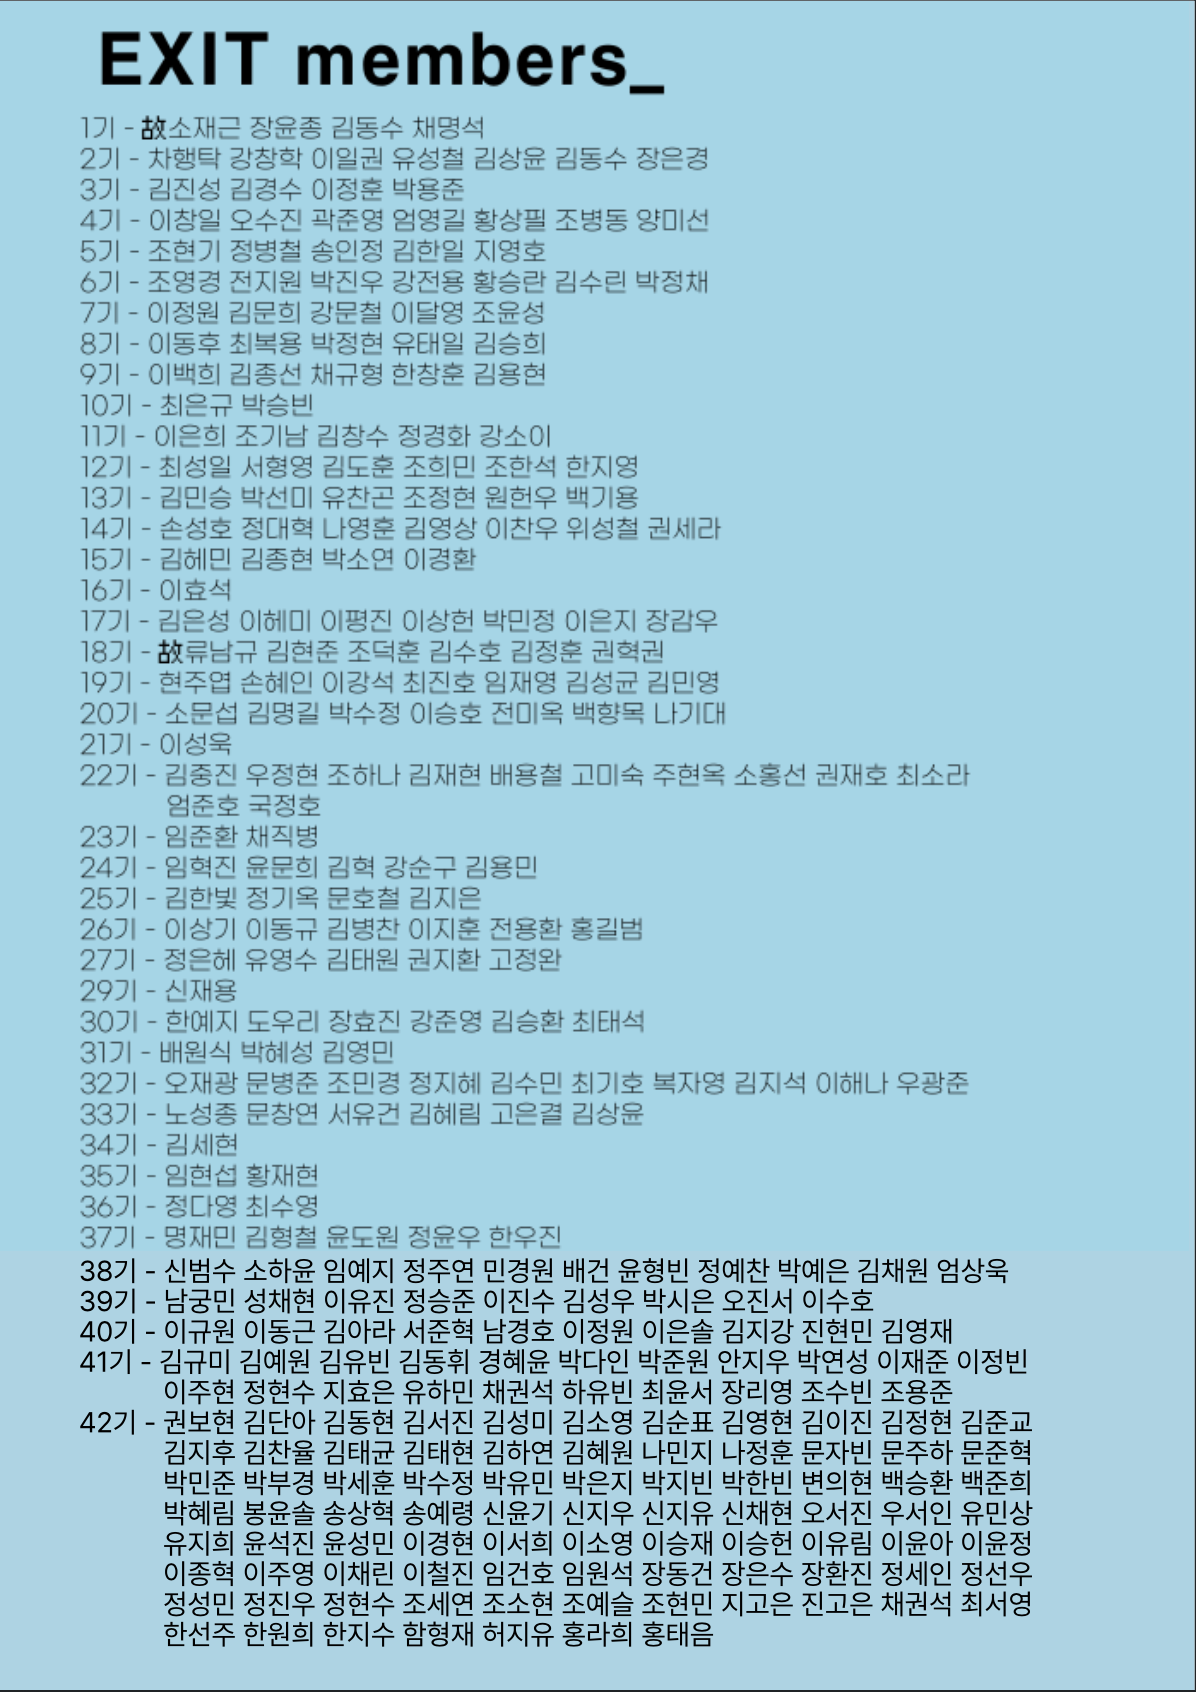 EXIT members_
1기 - 故소재근 장윤종 김동수 채명석
2기 - 차행탁 강창학 이일권 유성철 김상윤 김동수 장은경
3기 - 김진성 김경수 이정훈 박용준
4기 - 이창일 오수진 곽준영 엄영길 황상필 조병동 양미선
5기 - 조현기 정병철 송인정 김한일 지영호
6기 - 조영경 전지원 박진우 강전용 황승란 김수린 박정채
7기 - 이정원 김문희 강문철 이달영 조윤성
8기 - 이동후 최복용 박정현 유태일 김승희
9기 - 이백희 김종선 채규형 한창훈 김용현
10기 - 최은규 박승빈
11기 - 이은희 조기남 김창수 정경화 강소이
12기 - 최성일 서형영 김도훈 조희민 조한석 한지영
13기 - 김민승 박선미 유찬곤 조정현 원헌우 백기용
14기 - 손성호 정대혁 나영훈 김영상 이찬우 위성철 권세라
15기 - 김혜민 김종현 박소연 이경환
16기 - 이효석
17기 - 김은성 이혜미 이평진 이상헌 박민정 이은지 장감우
18기 - 故류남규 김현준 조덕훈 김수호 김정훈 권혁권
19기 - 현주엽 손혜인 이강석 최진호 임재영 김성균 김민영
20기 - 소문섭 김명길 박수정 이승호 전미옥 백향목 나기대
21기 - 이성욱
22기 - 김중진 우정현 조하나 김재현 배용철 고미숙 주현옥 소홍선 권재호 최소라
엄준호 국정호
23기 - 임준환 채직병
24기 - 임혁진 윤문희 김혁 강순구 김용민
25기 - 김한빛 정기옥 문호철 김지은
26기 - 이상기 이동규 김병찬 이지훈 전용환 홍길범
27기 - 정은혜 유영수 김태원 권지환 고정완
29기 - 신재용
30기 - 한예지 도우리 장효진 강준영 김승환 최태석
31기 - 배원식 박혜성 김영민
32기 - 오재광 문병준 조민경 정지혜 김수민 최기호 복자영 김지석 이해나 우광준
33기 - 노성종 문창연 서유건 김혜림 고은결 김상윤
34기 - 김세현
35기 - 임현섭 황재현
36기 - 정다영 최수영
37기 - 명재민 김형철 윤도원 정윤우 한우진
38기 - 신범수 소하윤 임예지 정주연 민경원 배건 윤형빈 정예찬 박예은 김채원 엄상욱
39기 - 남궁민 성채현 이유진 정승준 이진수 김성우 박시은 오진서 이수호
40기 - 이규원 이동근 김아라 서준혁 남경호 이정원 이은솔 김지강 진현민 김영재
41기 - 김규미 김예원 김유빈 김동휘 경혜윤 박다인 박준원 안지우 박연성 이재준 이정빈
이주현 정현수 지효은 유하민 채권석 하유빈 최윤서 장리영 조수빈 조용준
42기 - 권보현 김단아 김동현 김서진 김성미 김소영 김순표 김영현 김이진 김정현 김준교
김지후 김찬율 김태균 김태현 김하연 김혜원 나민지 나정훈 문자빈 문주하 문준혁
박민준 박부경 박세훈 박수정 박유민 박은지 박지빈 박한빈 변의현 백승환 백준희
박혜림 봉윤솔 송상혁 송예령 신윤기 신지우 신지유 신채현 오서진 우서인 유민상
유지희 윤석진 윤성민 이경현 이서희 이소영 이승재 이승헌 이유림 이윤아 이윤정
이종혁 이주영 이채린 이철진 임건호 임원석 장동건 장은수 장환진 정세인 정선우
정성민 정진우 정현수 조세연 조소현 조예슬 조현민 지고은 진고은 채권석 최서영
한선주 한원희 한지수 함형재 허지유 홍라희 홍태음